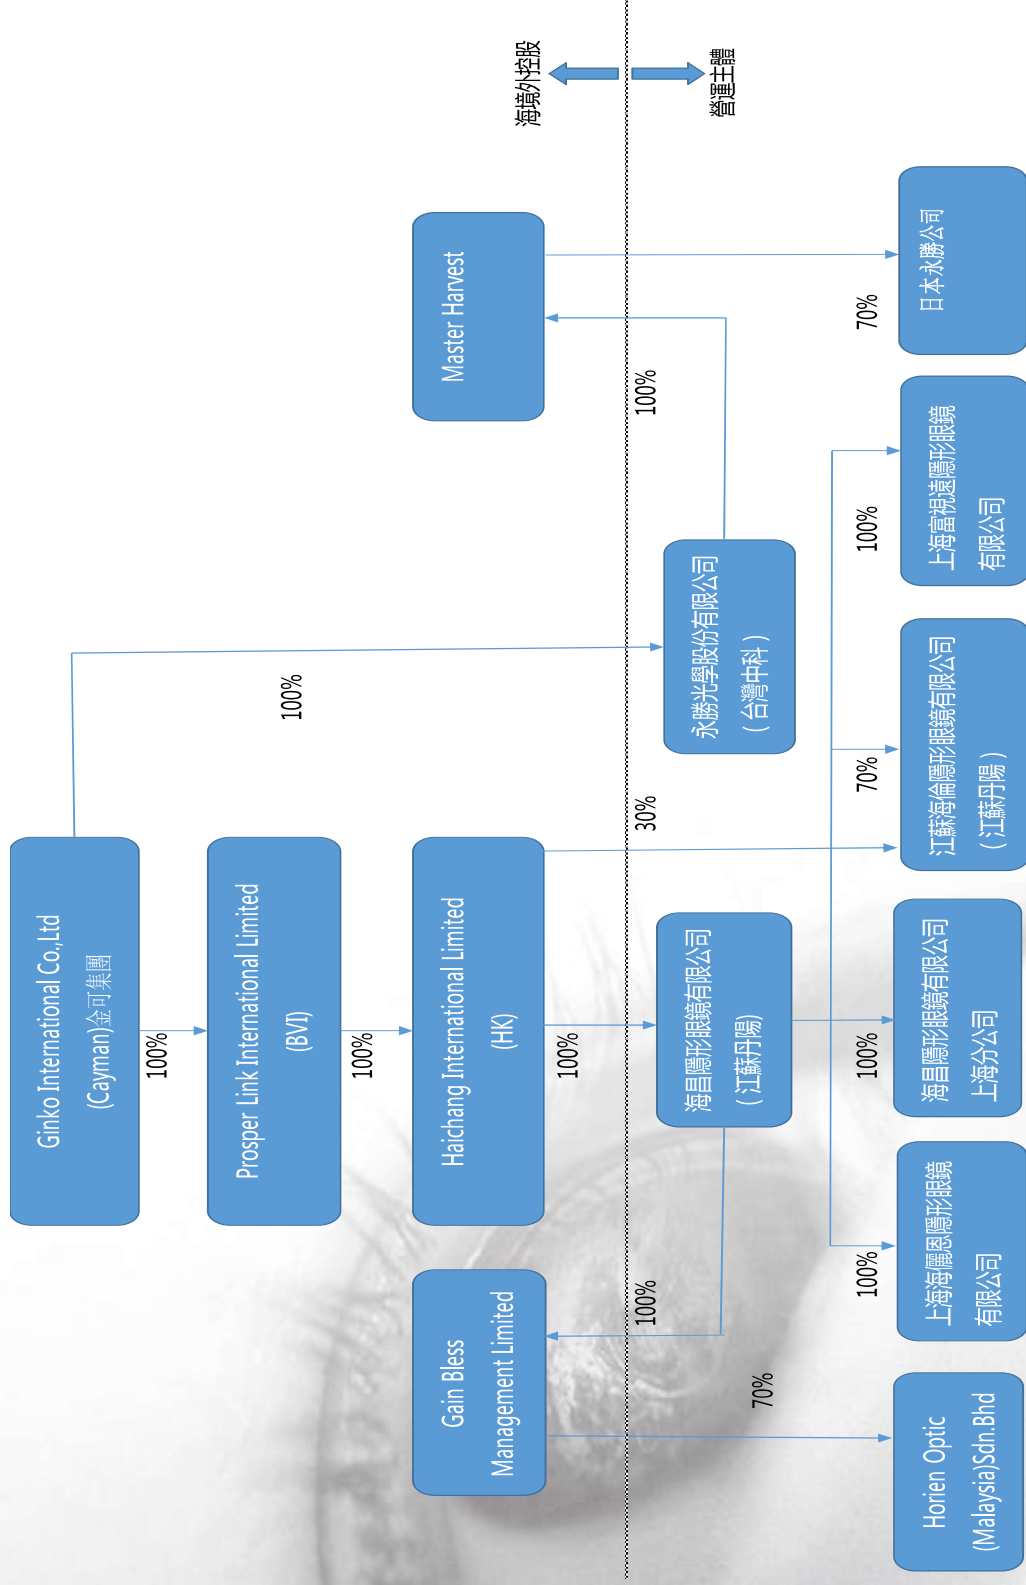 Ginko International Co.,Ltd
(Cayman)金可集團
100%
100%
Prosper Link International Limited
(BVI)
100%
Gain Bless
Management Limited
Haichang International Limited
(HK)
Master Harvest
海境外控股
100%
100%
30%
100%
營運主體
海昌隱形眼鏡有限公司
(江蘇丹陽)
永勝光學股份有限公司
(台灣中科)
70%
100%
100%
70%
100%
70%
Horien Optic
(Malaysia)Sdn.Bhd
上海海儷恩隱形眼鏡
有限公司
海昌隱形眼鏡有限公司
上海分公司
江蘇海倫隱形眼鏡有限公司
(江蘇丹陽)
上海富視遠隱形眼鏡
有限公司
日本永勝公司